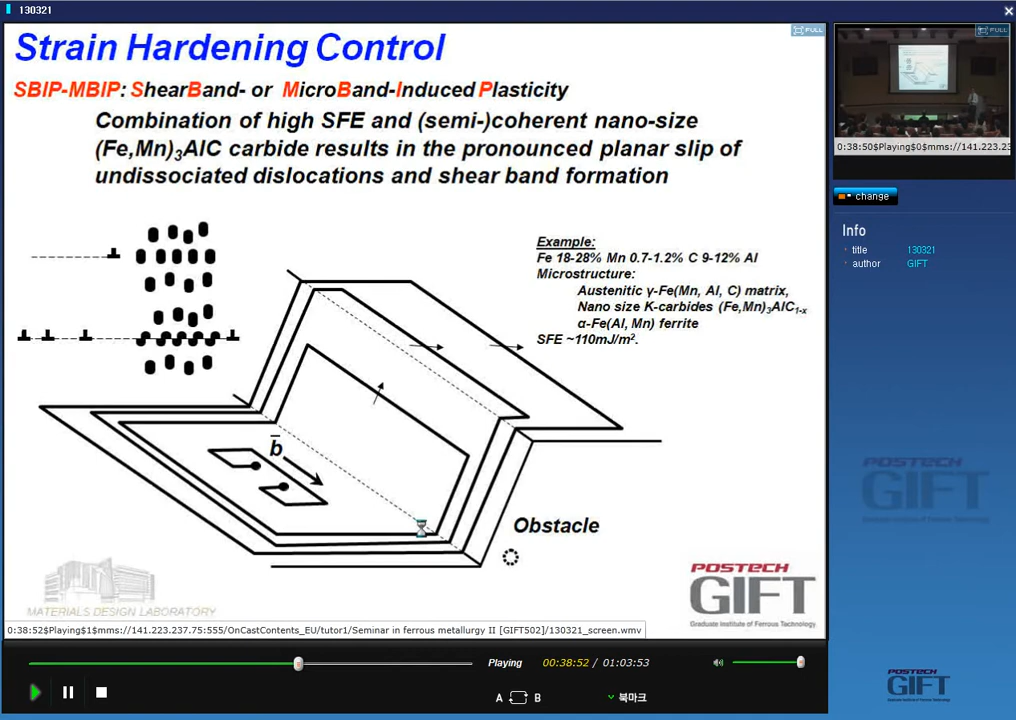 130321
Strain Hardening Control
SBIP-MBIP: ShearBand- or MicroBand-Induced Plasticity
Combination of high SFE and (semi-)coherent nano-size
(Fe,Mn)3AlC carbide results in the pronounced planar slip of
undissociated dislocations and shear band formation
Example:
Fe 18-28% Mn 0.7-1.2% C 9-12% Al
Microstructure:
Austenitic γ-Fe(Mn, Al, C) matrix,
Nano size K-carbides (Fe,Mn)3AlC1-x
α-Fe(Al, Mn) ferrite
SFE ~110mJ/m2.
b̅
Obstacle
MATERIALS DESIGN LABORATORY
POSTECH
GIFT
Graduate Institute of Ferrous Technology
0:38:52$Playing$1$mms://141.223.237.75:555/OnCastContents_EU/tutor1/Seminar in ferrous metallurgy II [GIFT502]/130321_screen.wmv
Playing
00:38:52 / 01:03:53
A B
북마크
FULL
FULL
0:38:50$Playing$0$mms://141.223.23
change
Info
title 130321
author GIFT
POSTECH
GIFT
POSTECH
GIFT